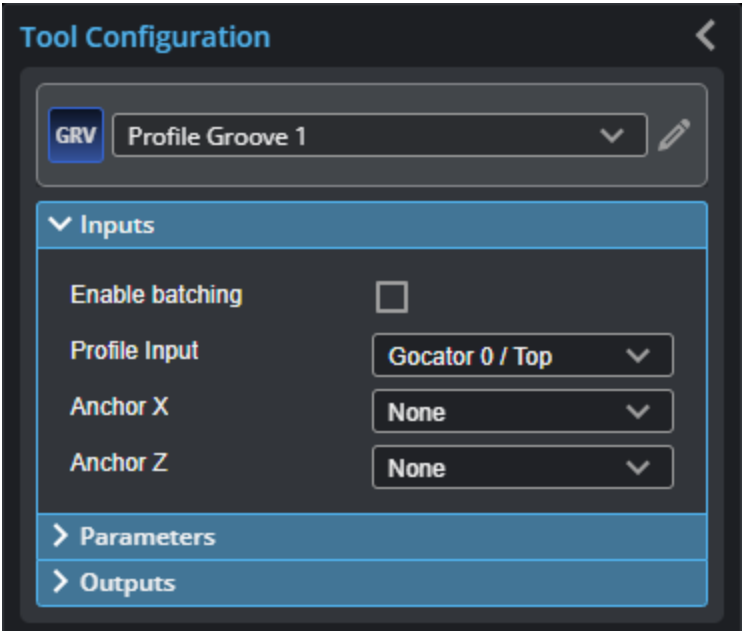 Tool Configuration
GRV Profile Groove 1
Inputs
Enable batching
Profile Input Gocator 0 / Top
Anchor X None
Anchor Z None
Parameters
Outputs